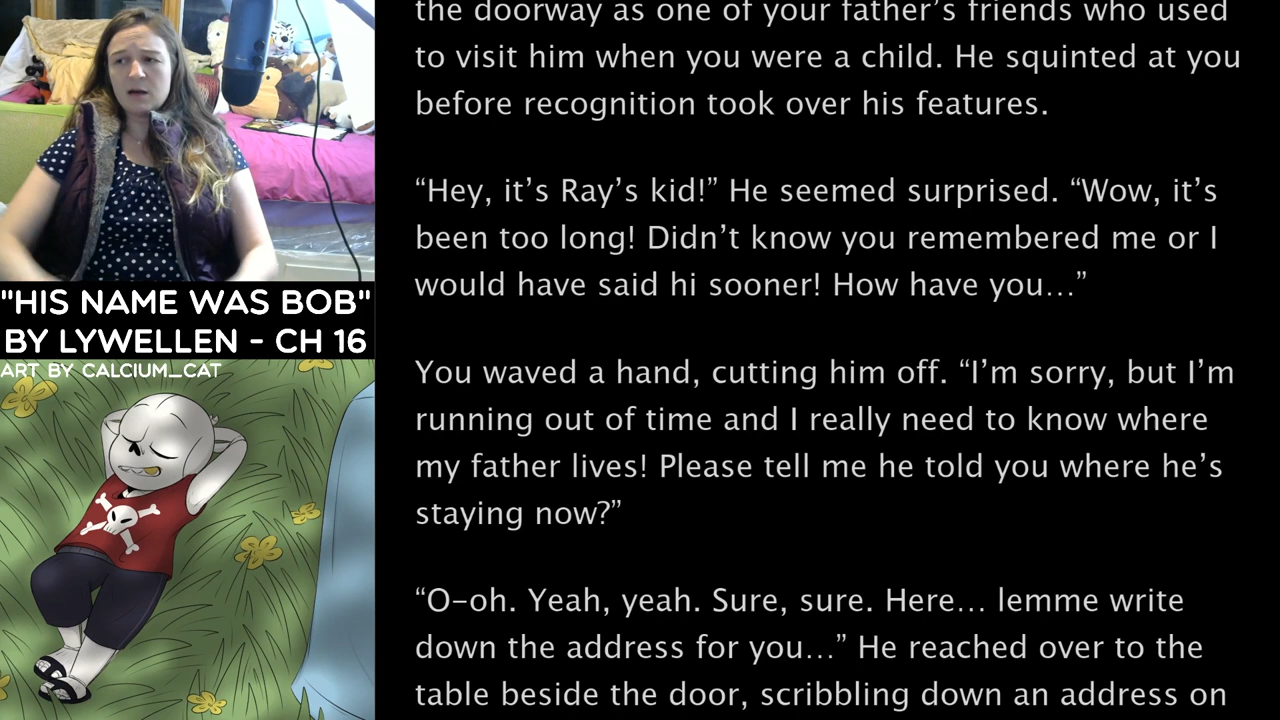 "HIS NAME WAS BOB"
BY LYWELLEN - CH 16
ART BY CALCIUM_CAT
the doorway as one of your father’s friends who used
to visit him when you were a child. He squinted at you
before recognition took over his features.
“Hey, it’s Ray’s kid!” He seemed surprised. “Wow, it’s
been too long! Didn’t know you remembered me or I
would have said hi sooner! How have you…”
You waved a hand, cutting him off. “I’m sorry, but I’m
running out of time and I really need to know where
my father lives! Please tell me he told you where he’s
staying now?”
“O-oh. Yeah, yeah. Sure, sure. Here… lemme write
down the address for you…” He reached over to the
table beside the door, scribbling down an address on